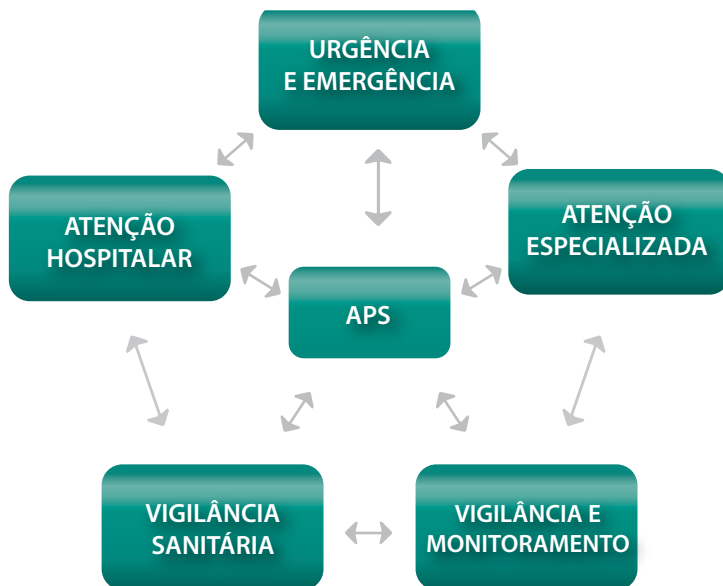 URGÊNCIA
E EMERGÊNCIA
ATENÇÃO
HOSPITALAR
ATENÇÃO
ESPECIALIZADA
APS
VIGILÂNCIA
SANITÁRIA
VIGILÂNCIA E
MONITORAMENTO